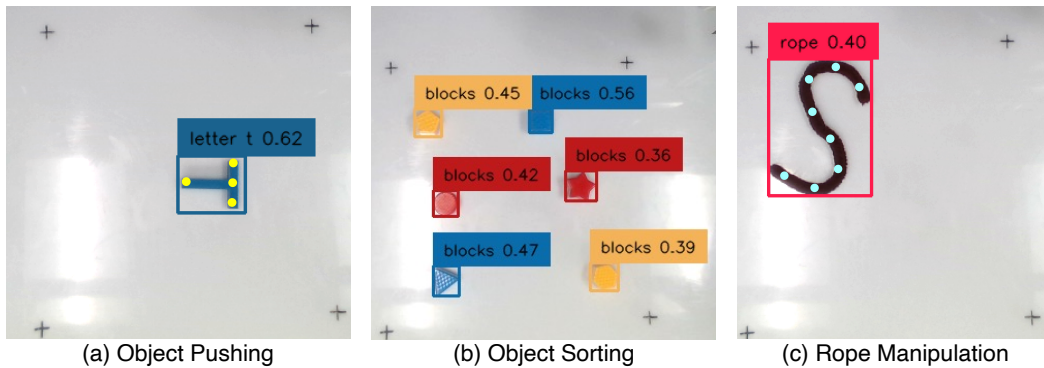 letter t 0.62
blocks 0.45
blocks 0.56
blocks 0.36
blocks 0.42
blocks 0.47
blocks 0.39
rope 0.40
(a) Object Pushing
(b) Object Sorting
(c) Rope Manipulation